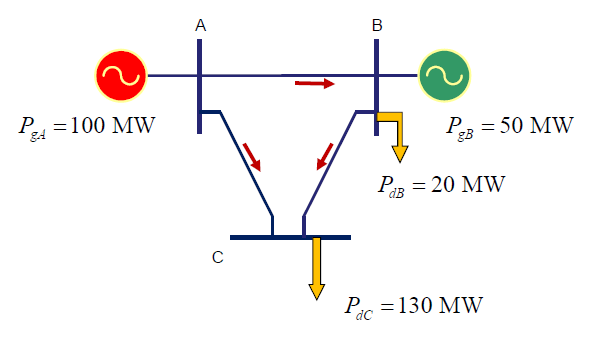 A
B
P_gA = 100 MW
P_gB = 50 MW
P_dB = 20 MW
C
P_dC = 130 MW